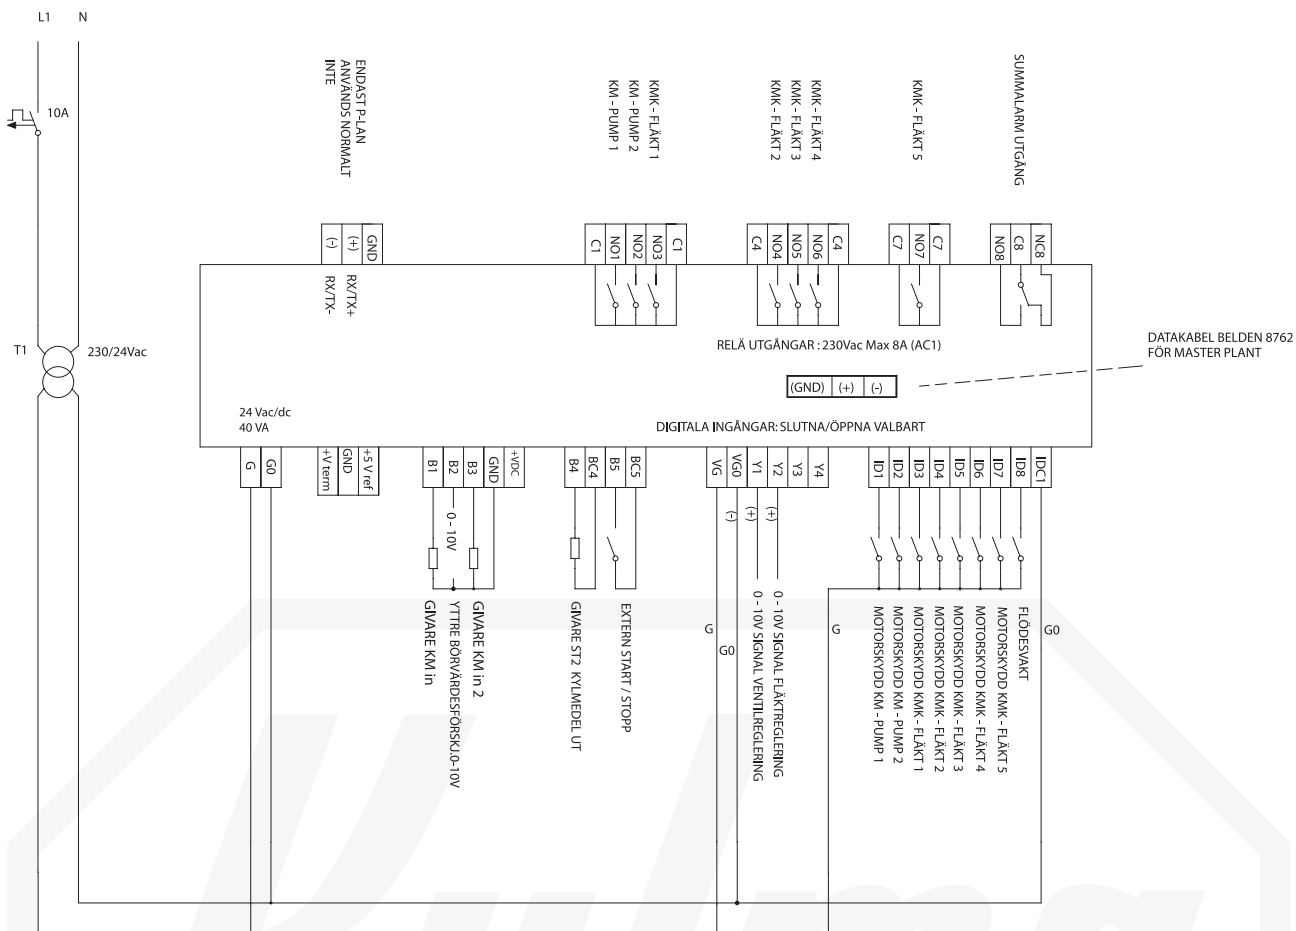 L1 N
10A
ENDAST P-LAN
ANVÄNDS NORMALT
INTE
KM - PUMP 1
KM - PUMP 2
KMK - FLÄKT 1
KMK - FLÄKT 2
KMK - FLÄKT 3
KMK - FLÄKT 4
KMK - FLÄKT 5
SUMMALARM UTGÅNG
(-) (+) GND
C1 NO1 NO2 NO3 C1
C4 NO4 NO5 NO6 C4
C7 NO7 C7
NO8 C8 NC8
RX/TX- RX/TX+
T1
230/24Vac
RELÄ UTGÅNGAR : 230Vac Max 8A (AC1)
DATAKABEL BELDEN 8762
FÖR MASTER PLANT
(GND) (+) (-)
24 Vac/dc
40 VA
DIGITALA INGÅNGAR: SLUTNA/ÖPPNA VALBART
G G0
+V term GND +5 V ref
B1 B2 B3 GND +VDC
B4 BC4 B5 BC5
VG VG0 Y1 Y2 Y3 Y4
ID1 ID2 ID3 ID4 ID5 ID6 ID7 ID8 IDC1
0 - 10V
(-) (+) (+)
GIVARE KM in
YTTRE BÖRVÄRDESFÖRSKJ.0-10V
GIVARE KM in 2
GIVARE ST2 KYLMEDEL UT
EXTERN START / STOPP
G
G0
0 - 10V SIGNAL VENTILREGLERING
0 - 10V SIGNAL FLÄKTREGLERING
G
MOTORSKYDD KM - PUMP 1
MOTORSKYDD KM - PUMP 2
MOTORSKYDD KMK - FLÄKT 1
MOTORSKYDD KMK - FLÄKT 2
MOTORSKYDD KMK - FLÄKT 3
MOTORSKYDD KMK - FLÄKT 4
MOTORSKYDD KMK - FLÄKT 5
FLÖDESVAKT
G0